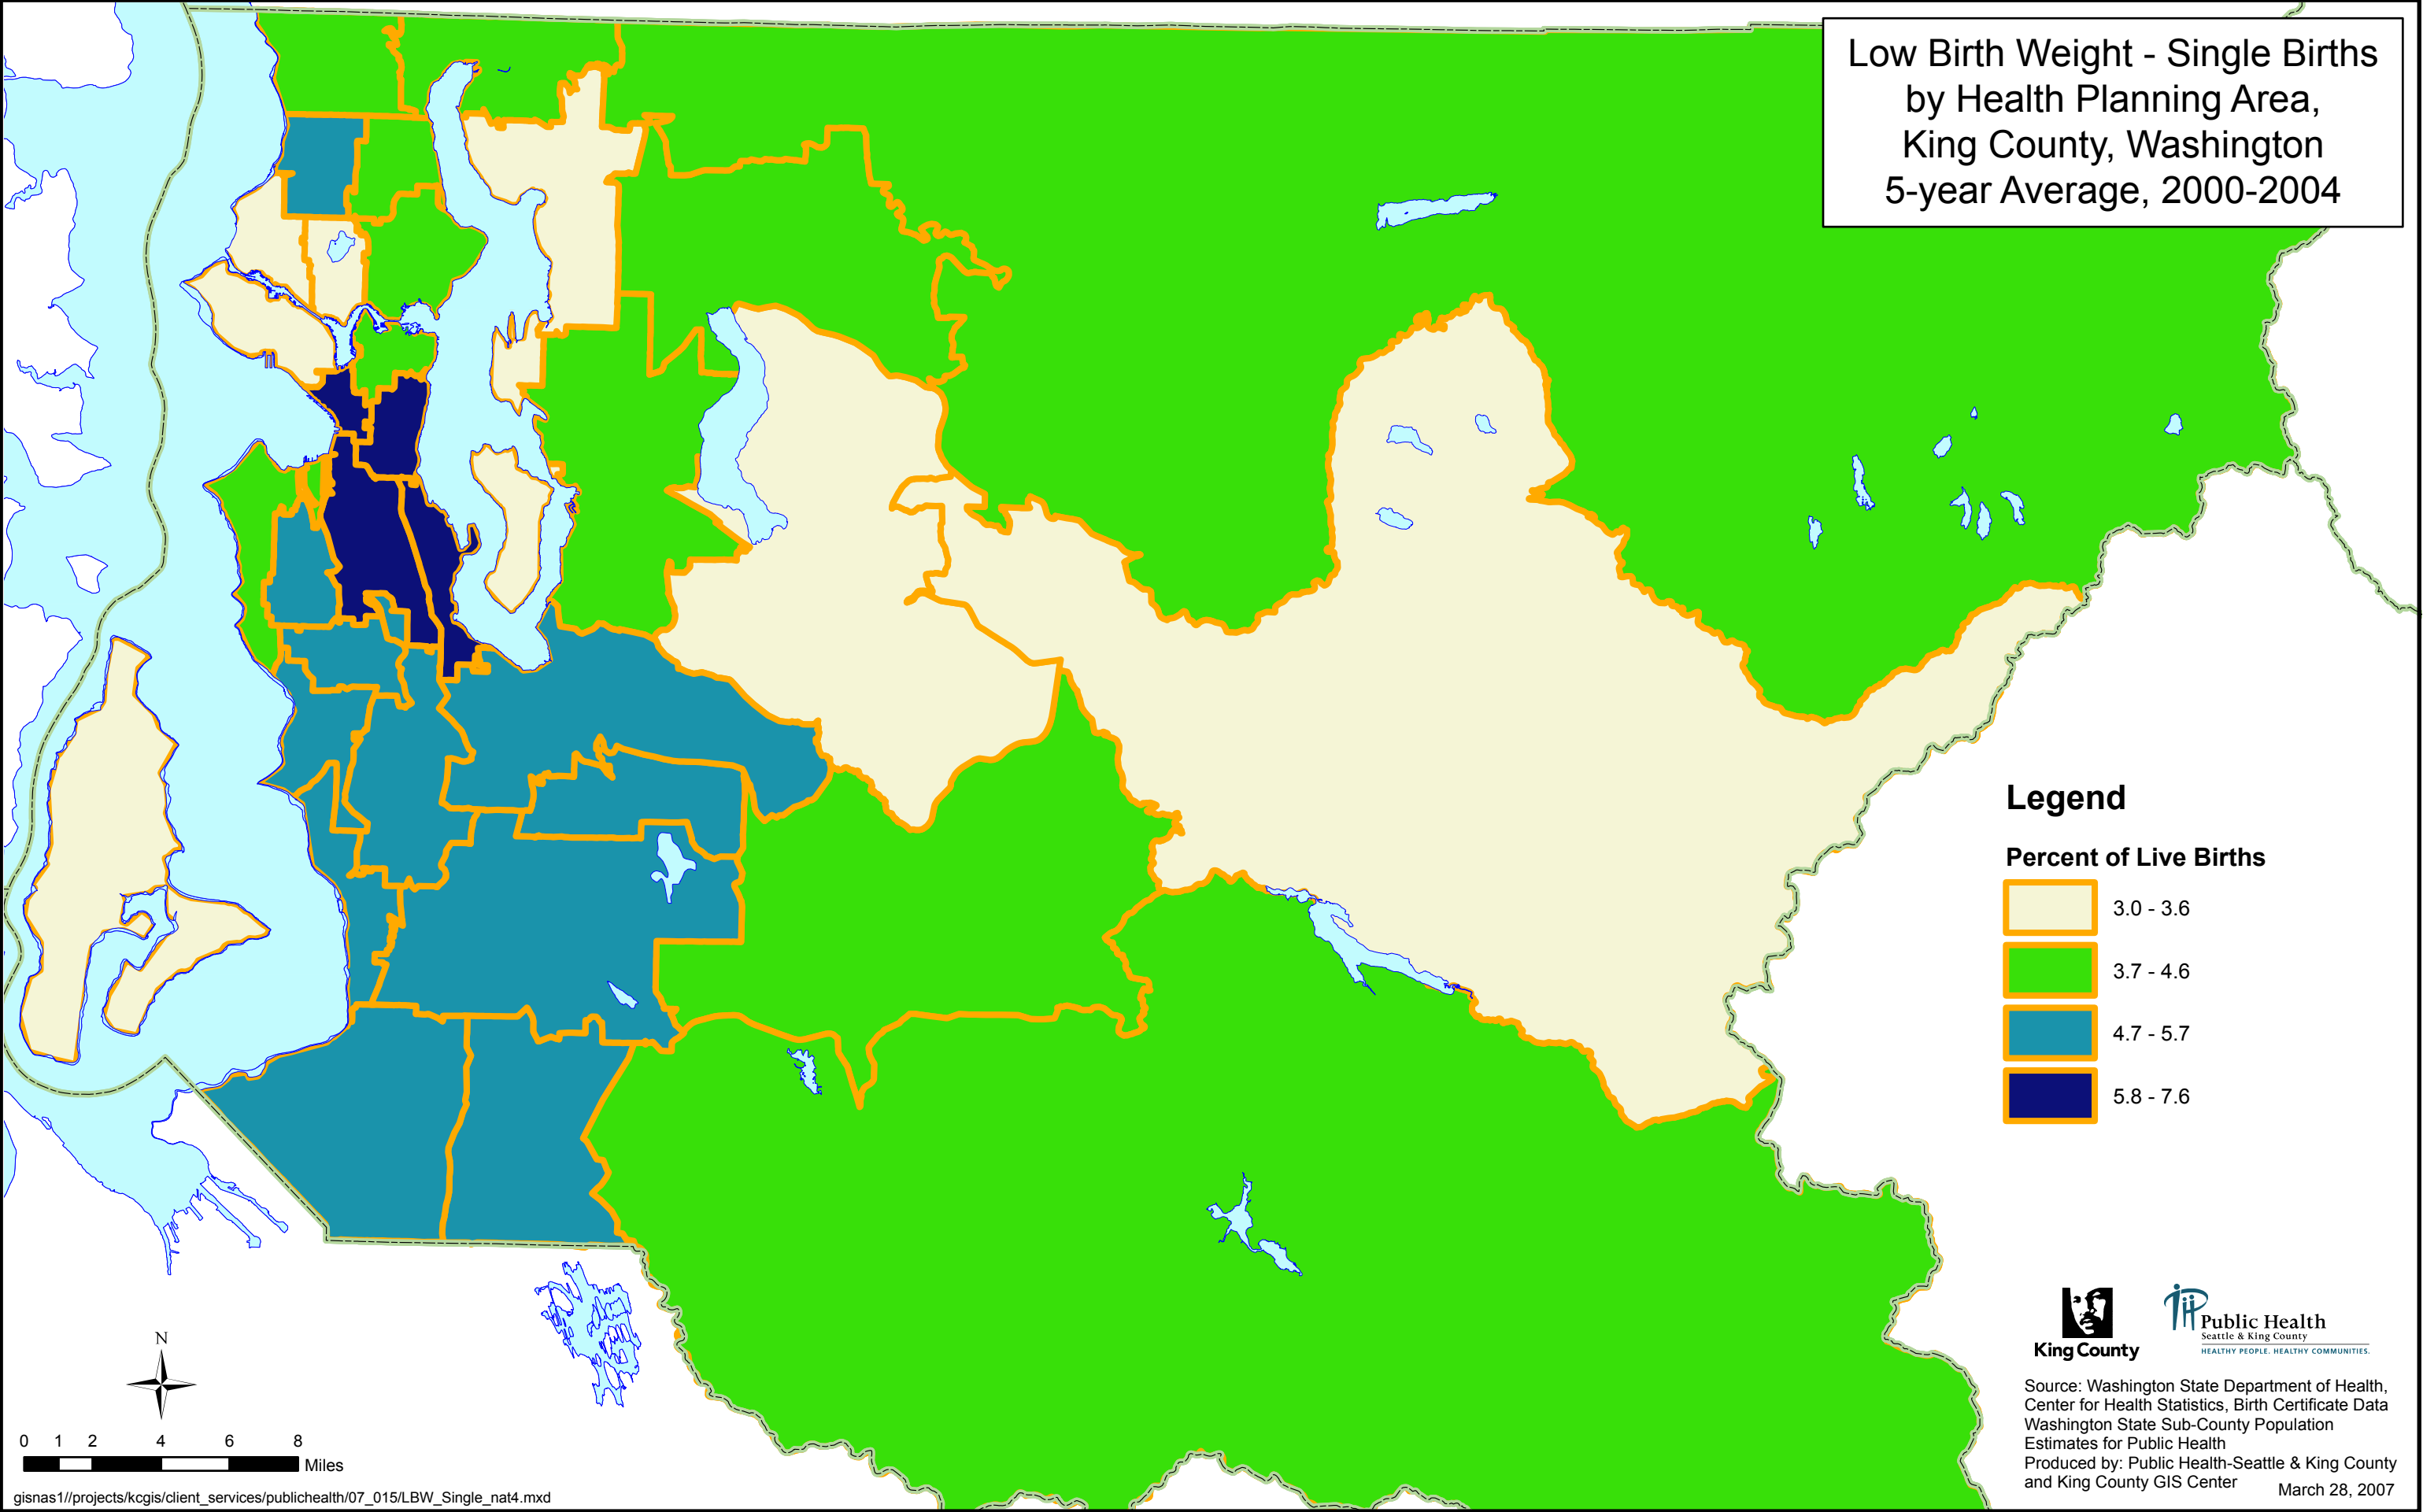 Low Birth Weight - Single Births
by Health Planning Area,
King County, Washington
5-year Average, 2000-2004
Legend
Percent of Live Births
3.0 - 3.6
3.7 - 4.6
4.7 - 5.7
5.8 - 7.6
King County
Public Health
Seattle & King County
HEALTHY PEOPLE. HEALTHY COMMUNITIES.
Source: Washington State Department of Health,
Center for Health Statistics, Birth Certificate Data
Washington State Sub-County Population
Estimates for Public Health
Produced by: Public Health-Seattle & King County
and King County GIS Center
March 28, 2007
N
0 1 2 4 6 8
Miles
gisnas1//projects/kcgis/client_services/publichealth/07_015/LBW_Single_nat4.mxd